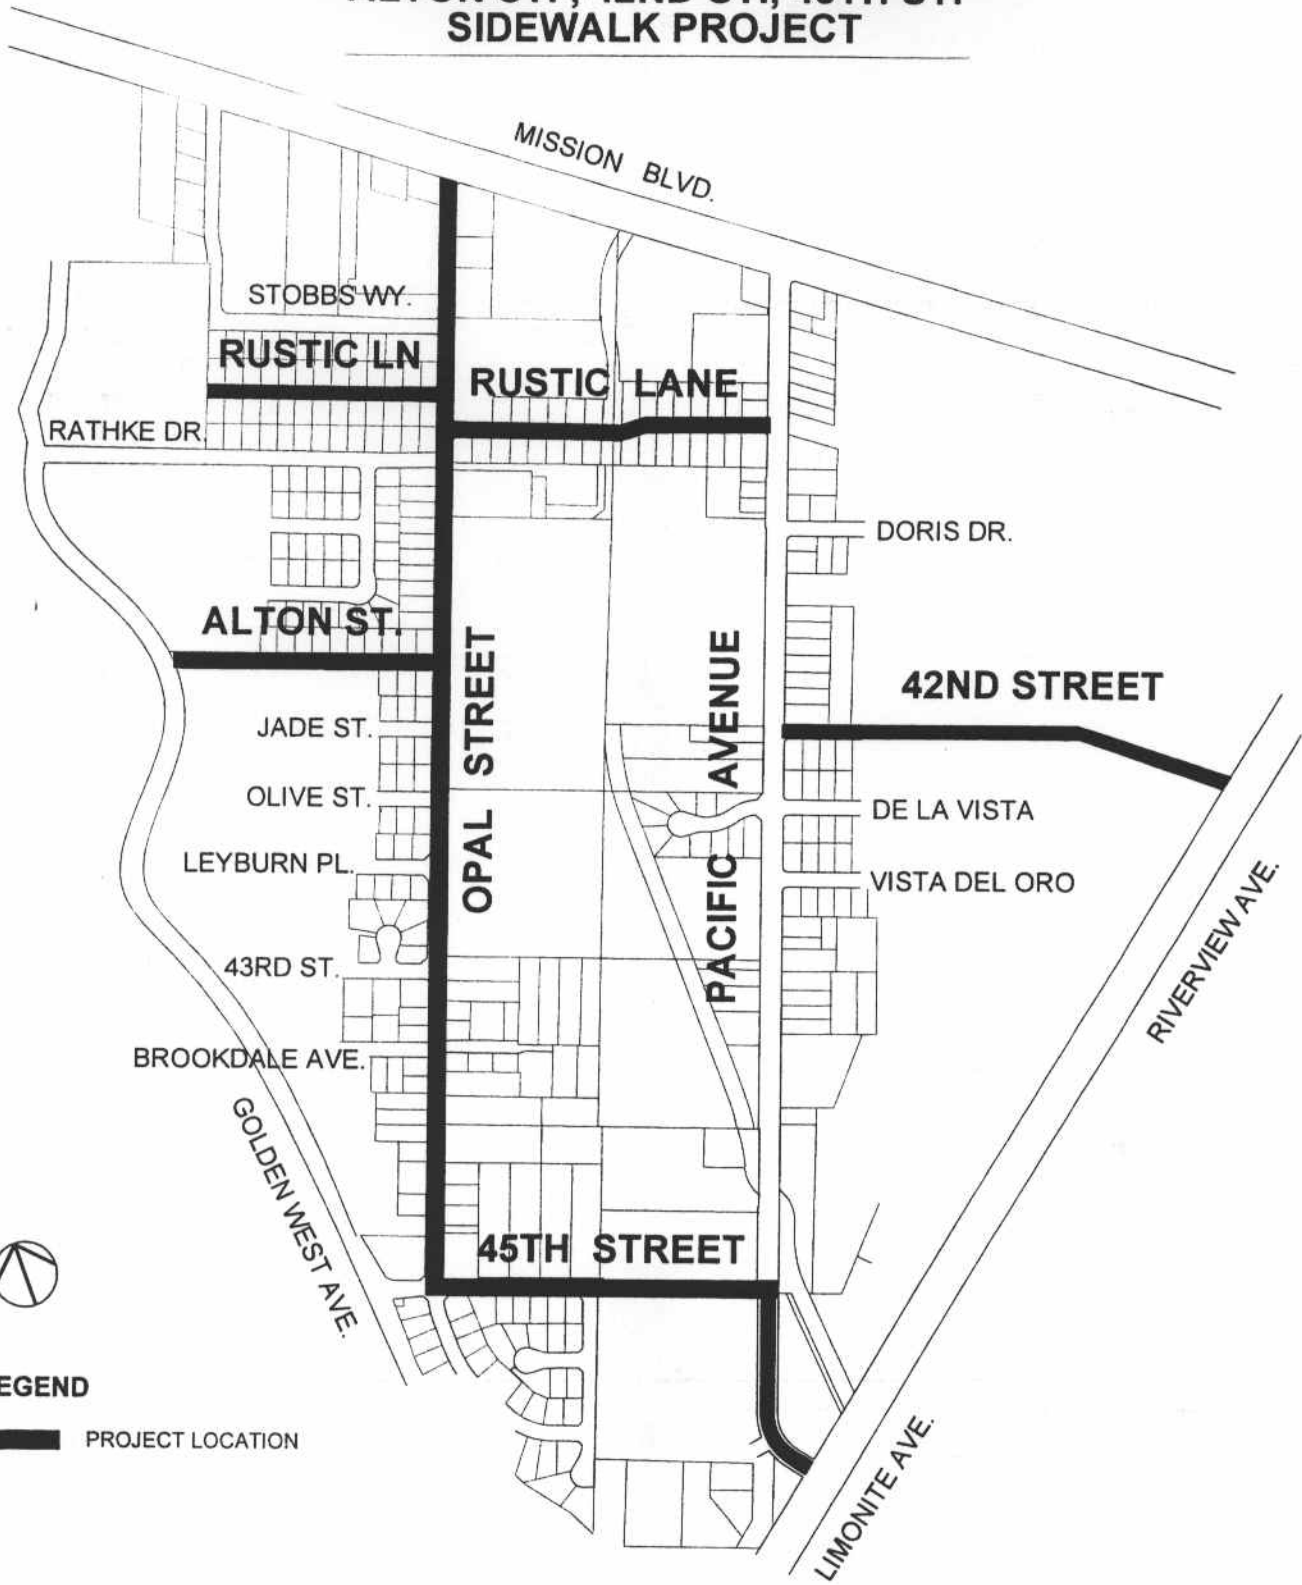 SIDEWALK PROJECT
MISSION BLVD.
STOBBS WY.
RUSTIC LN
RUSTIC LANE
RATHKE DR.
DORIS DR.
ALTON ST.
OPAL STREET
PACIFIC AVENUE
42ND STREET
JADE ST.
OLIVE ST.
DE LA VISTA
LEYBURN PL.
VISTA DEL ORO
43RD ST.
RIVERVIEW AVE.
BROOKDALE AVE.
GOLDEN WEST AVE.
45TH STREET
EGEND
PROJECT LOCATION
LIMONITE AVE.